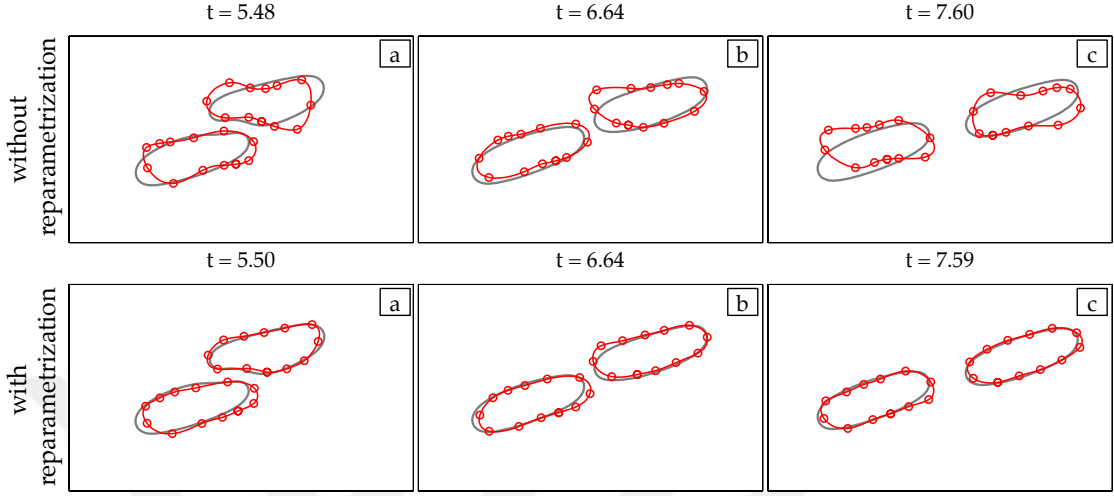 t = 5.48
t = 6.64
t = 7.60
without
reparametrization
a
b
c
t = 5.50
t = 6.64
t = 7.59
with
reparametrization
a
b
c